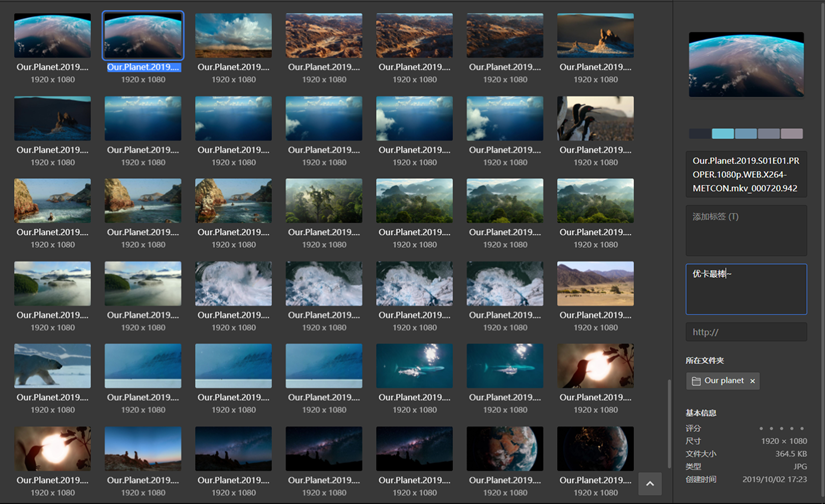 Our.Planet.2019.... Our.Planet.2019.... Our.Planet.2019.... Our.Planet.2019.... Our.Planet.2019.... Our.Planet.2019.... Our.Planet.2019....
1920 x 1080 1920 x 1080 1920 x 1080 1920 x 1080 1920 x 1080 1920 x 1080 1920 x 1080
Our.Planet.2019.... Our.Planet.2019.... Our.Planet.2019.... Our.Planet.2019.... Our.Planet.2019.... Our.Planet.2019.... Our.Planet.2019....
1920 x 1080 1920 x 1080 1920 x 1080 1920 x 1080 1920 x 1080 1920 x 1080 1920 x 1080
Our.Planet.2019.... Our.Planet.2019.... Our.Planet.2019.... Our.Planet.2019.... Our.Planet.2019.... Our.Planet.2019.... Our.Planet.2019....
1920 x 1080 1920 x 1080 1920 x 1080 1920 x 1080 1920 x 1080 1920 x 1080 1920 x 1080
Our.Planet.2019.... Our.Planet.2019.... Our.Planet.2019.... Our.Planet.2019.... Our.Planet.2019.... Our.Planet.2019.... Our.Planet.2019....
1920 x 1080 1920 x 1080 1920 x 1080 1920 x 1080 1920 x 1080 1920 x 1080 1920 x 1080
Our.Planet.2019.... Our.Planet.2019.... Our.Planet.2019.... Our.Planet.2019.... Our.Planet.2019.... Our.Planet.2019.... Our.Planet.2019....
1920 x 1080 1920 x 1080 1920 x 1080 1920 x 1080 1920 x 1080 1920 x 1080 1920 x 1080
Our.Planet.2019.... Our.Planet.2019.... Our.Planet.2019.... Our.Planet.2019.... Our.Planet.2019.... Our.Planet.2019.... Our.Planet.2019....
1920 x 1080 1920 x 1080 1920 x 1080 1920 x 1080 1920 x 1080 1920 x 1080 1920 x 1080
Our.Planet.2019.S01E01.PR
OPER.1080p.WEB.X264-
METCON.mkv_000720.942
添加标签 (T)
优卡最棒~
http://
所在文件夹
Our planet ×
基本信息
评分
尺寸 1920 × 1080
文件大小 364.5 KB
类型 JPG
创建时间 2019/10/02 17:23